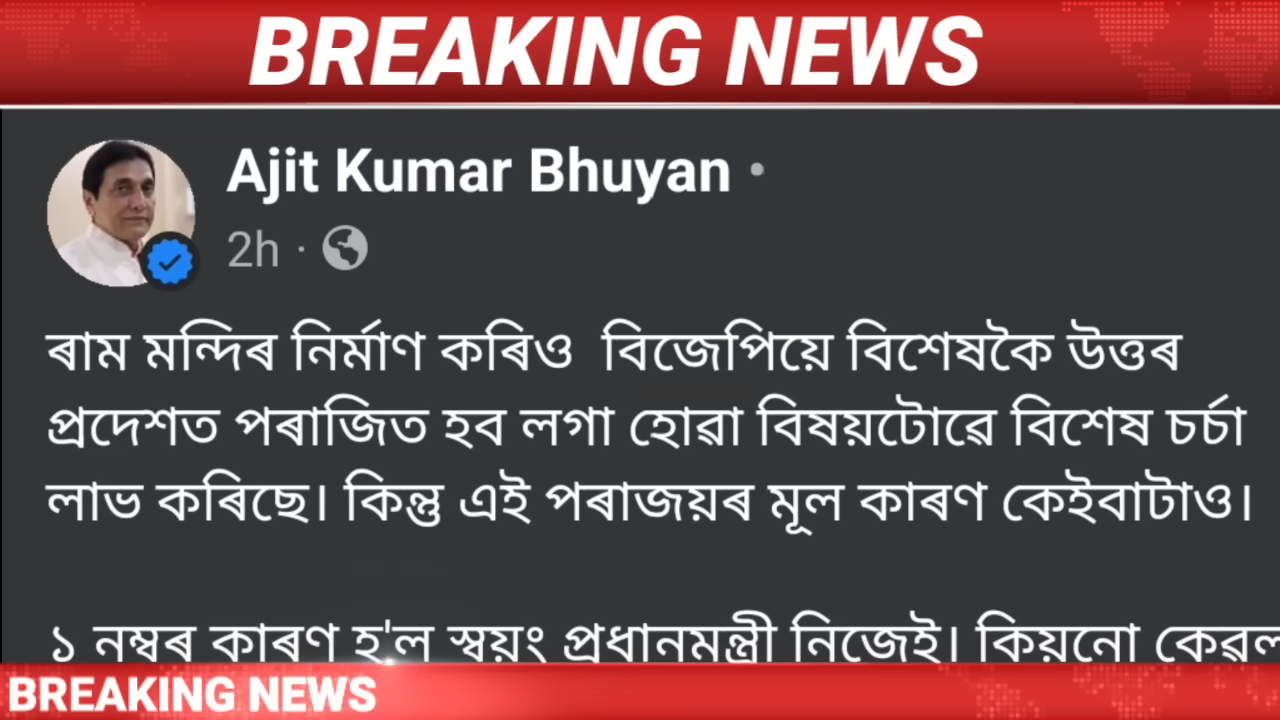 BREAKING NEWS
Ajit Kumar Bhuyan •
2h ·
ৰাম মন্দিৰ নিৰ্মাণ কৰিও বিজেপিয়ে বিশেষকৈ উত্তৰ
প্ৰদেশত পৰাজিত হব লগা হোৱা বিষয়টোৱে বিশেষ চৰ্চা
লাভ কৰিছে। কিন্তু এই পৰাজয়ৰ মূল কাৰণ কেইবাটাও।
১ নম্বৰ কাৰণ হ'ল স্বয়ং প্ৰধানমন্ত্ৰী নিজেই। কিয়নো কেৱল
BREAKING NEWS